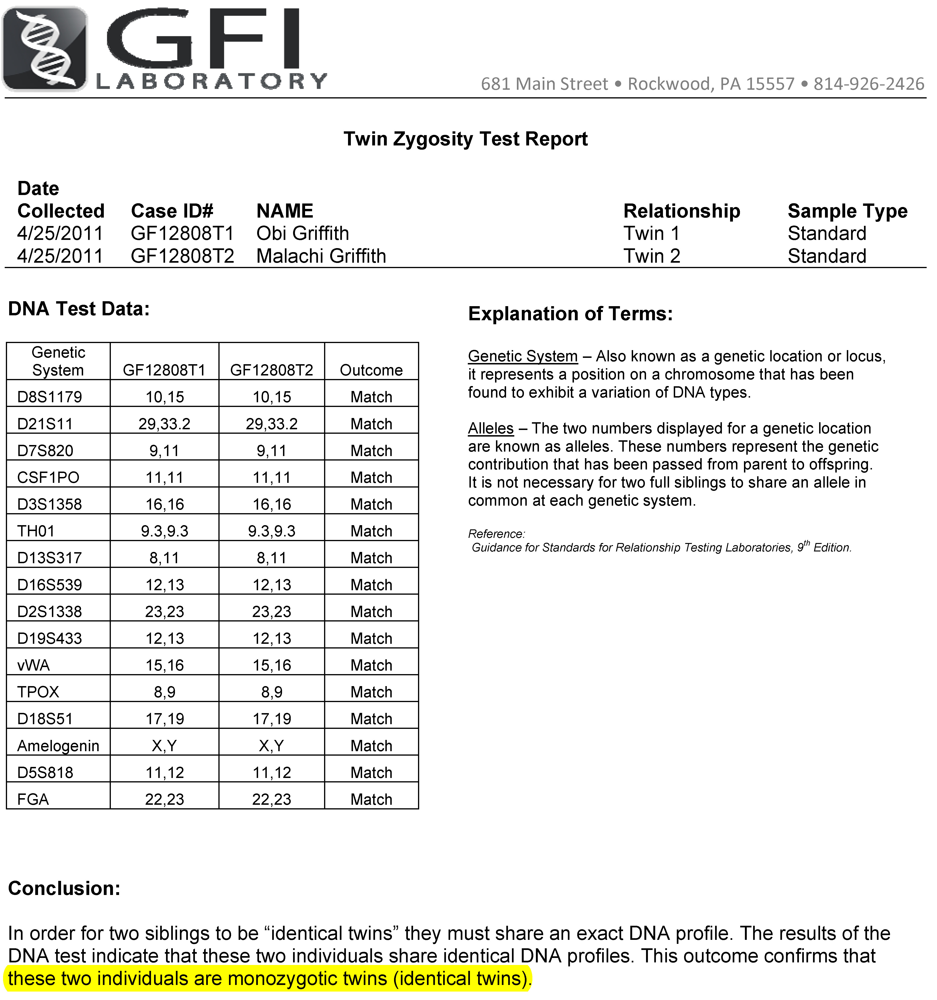 GFI
LABORATORY
681 Main Street • Rockwood, PA 15557 • 814-926-2426
Twin Zygosity Test Report
Date
Collected Case ID# NAME Relationship Sample Type
4/25/2011 GF12808T1 Obi Griffith Twin 1 Standard
4/25/2011 GF12808T2 Malachi Griffith Twin 2 Standard
DNA Test Data:
Genetic
System GF12808T1 GF12808T2 Outcome
D8S1179 10,15 10,15 Match
D21S11 29,33.2 29,33.2 Match
D7S820 9,11 9,11 Match
CSF1PO 11,11 11,11 Match
D3S1358 16,16 16,16 Match
TH01 9.3,9.3 9.3,9.3 Match
D13S317 8,11 8,11 Match
D16S539 12,13 12,13 Match
D2S1338 23,23 23,23 Match
D19S433 12,13 12,13 Match
vWA 15,16 15,16 Match
TPOX 8,9 8,9 Match
D18S51 17,19 17,19 Match
Amelogenin X,Y X,Y Match
D5S818 11,12 11,12 Match
FGA 22,23 22,23 Match
Explanation of Terms:
Genetic System – Also known as a genetic location or locus,
it represents a position on a chromosome that has been
found to exhibit a variation of DNA types.
Alleles – The two numbers displayed for a genetic location
are known as alleles. These numbers represent the genetic
contribution that has been passed from parent to offspring.
It is not necessary for two full siblings to share an allele in
common at each genetic system.
Reference:
Guidance for Standards for Relationship Testing Laboratories, 9th Edition.
Conclusion:
In order for two siblings to be “identical twins” they must share an exact DNA profile. The results of the
DNA test indicate that these two individuals share identical DNA profiles. This outcome confirms that
these two individuals are monozygotic twins (identical twins).